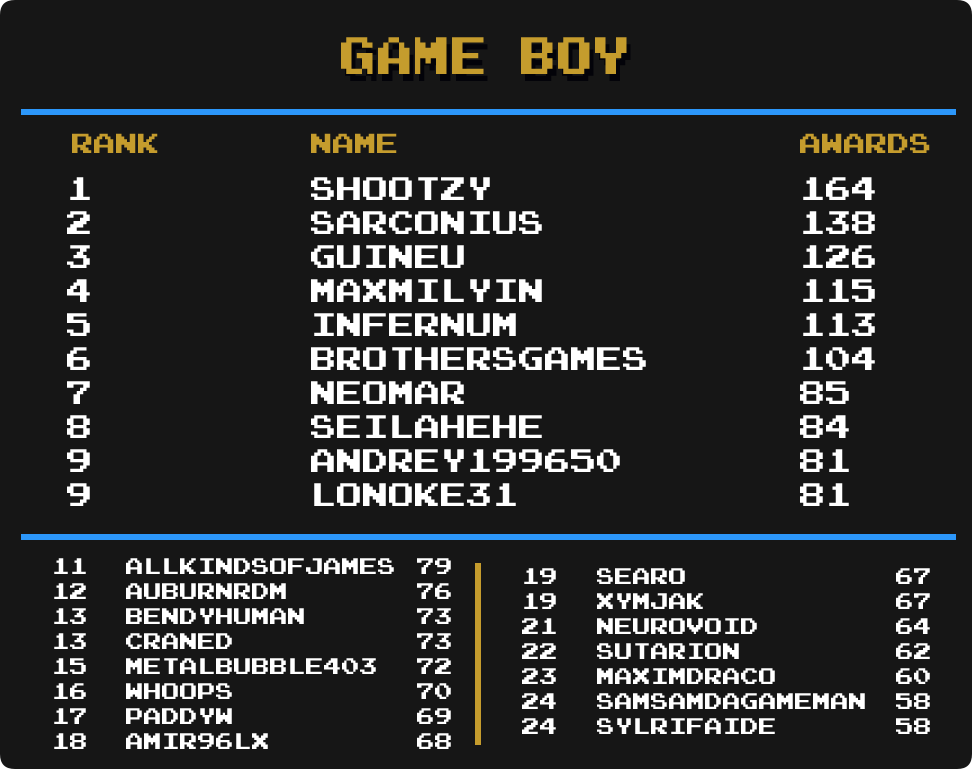 GAME BOY
RANK NAME AWARDS
1 SHOOTZY 164
2 SARCONIUS 138
3 GUINEU 126
4 MAXMILYIN 115
5 INFERNUM 113
6 BROTHERSGAMES 104
7 NEOMAR 85
8 SEILAHEHE 84
9 ANDREY199650 81
9 LONOKE31 81
11 ALLKINDSOFJAMES 79
12 AUBURNRDM 76
13 BENDYHUMAN 73
13 CRANED 73
15 METALBUBBLE403 72
16 WHOOPS 70
17 PADDYW 69
18 AMIR96LX 68
19 SEARO 67
19 XYMJAK 67
21 NEUROVOID 64
22 SUTARION 62
23 MAXIMDRACO 60
24 SAMSAMDAGAMEMAN 58
24 SYLRIFAIDE 58